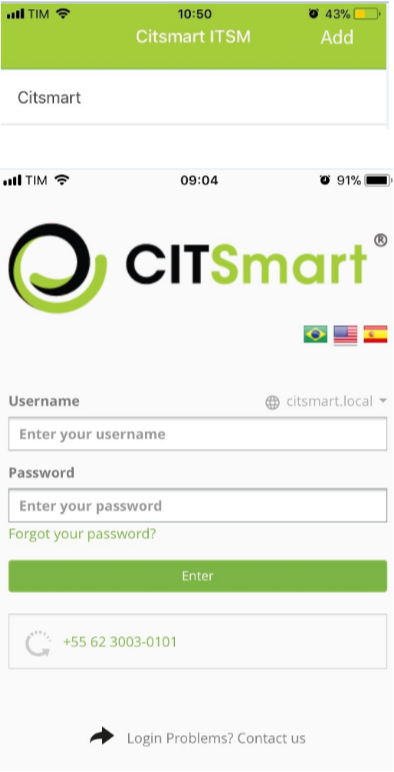 TIM 10:50 43%
Citsmart ITSM Add
Citsmart
TIM 09:04 91%
CITSmart®
Username citsmart.local
Enter your username
Password
Enter your password
Forgot your password?
Enter
+55 62 3003-0101
Login Problems? Contact us